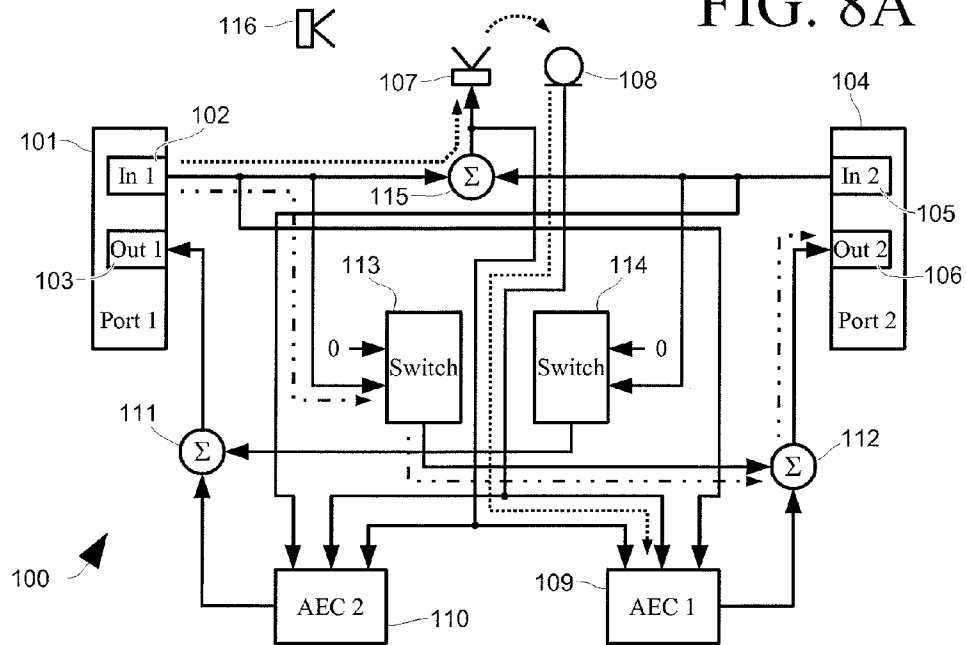 FIG. 8A
116
107
108
101
102
104
In 1
Σ
115
In 2
105
Out 1
103
113
114
Out 2
106
Port 1
0
Switch
Switch
0
Port 2
111
Σ
Σ
112
100
AEC 2
110
109
AEC 1